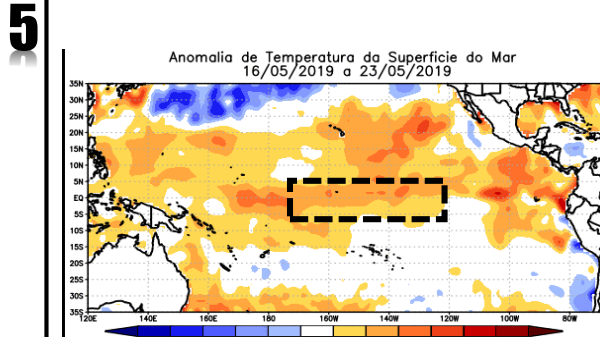 5
Anomalia de Temperatura da Superfície do Mar
16/05/2019 a 23/05/2019
35N
30N
25N
20N
15N
10N
5N
EQ
5S
10S
15S
20S
25S
30S
35S
120E 140E 160E 180 160W 140W 120W 100W 80W